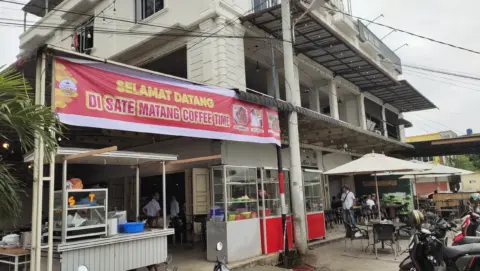 SELAMAT DATANG
DI SATE MATANG COFFEE TIME